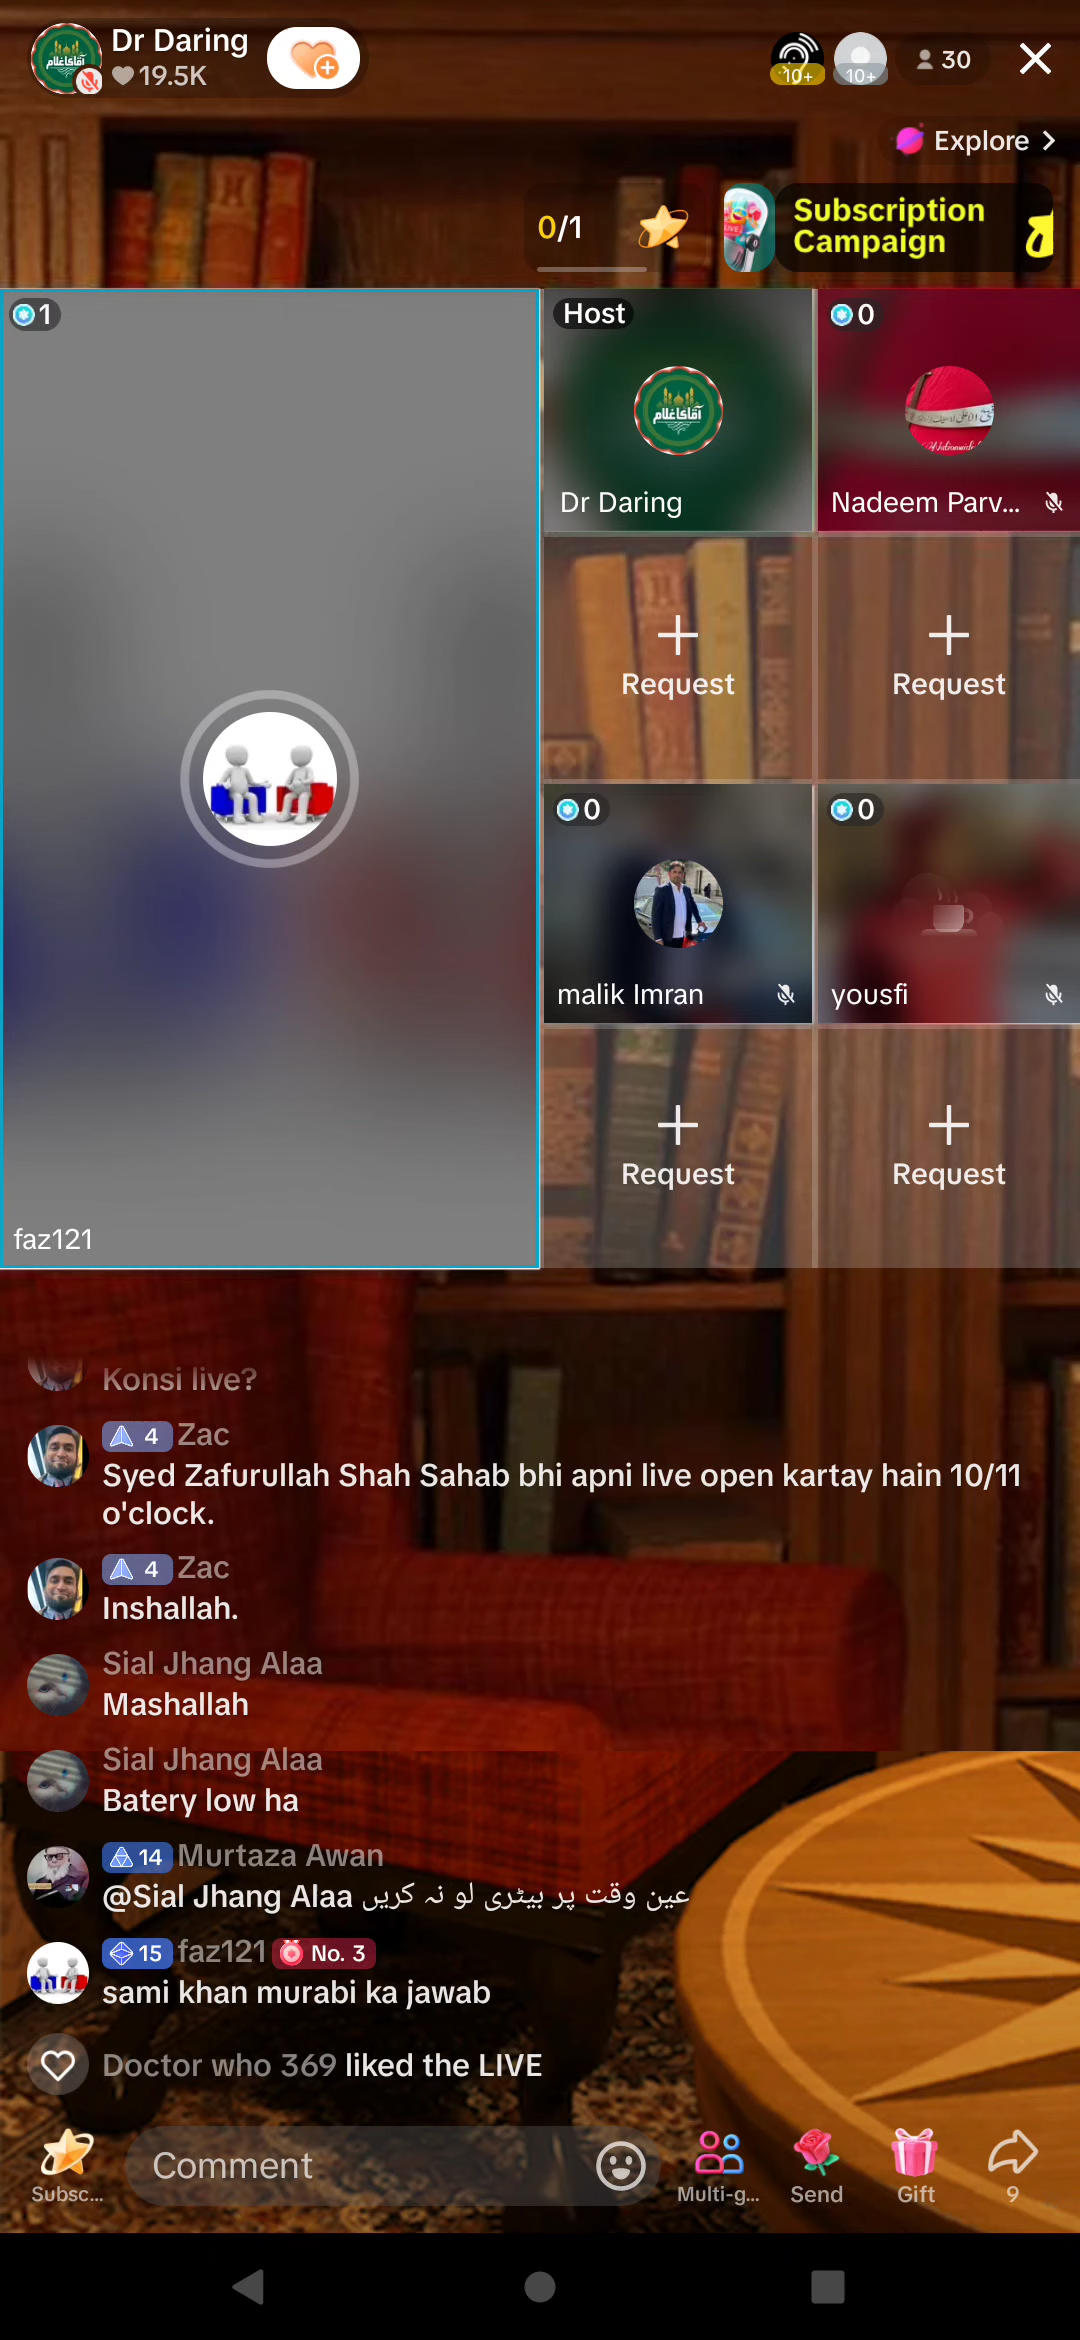 Dr Daring
19.5K
10+
10+
30
Explore
0/1
LIVE
Subscription
Campaign
1
Host
آقا کا غلام
Dr Daring
0
Nadeem Parv...
Request
Request
0
malik Imran
0
yousfi
faz121
Request
Request
Konsi live?
4 Zac
Syed Zafurullah Shah Sahab bhi apni live open kartay hain 10/11
o'clock.
4 Zac
Inshallah.
Sial Jhang Alaa
Mashallah
Sial Jhang Alaa
Batery low ha
14 Murtaza Awan
@Sial Jhang Alaa عین وقت پر بیٹری لو نہ کریں
15 faz121 No. 3
sami khan murabi ka jawab
Doctor who 369 liked the LIVE
Subsc...
Comment
Multi-g...
Send
Gift
9